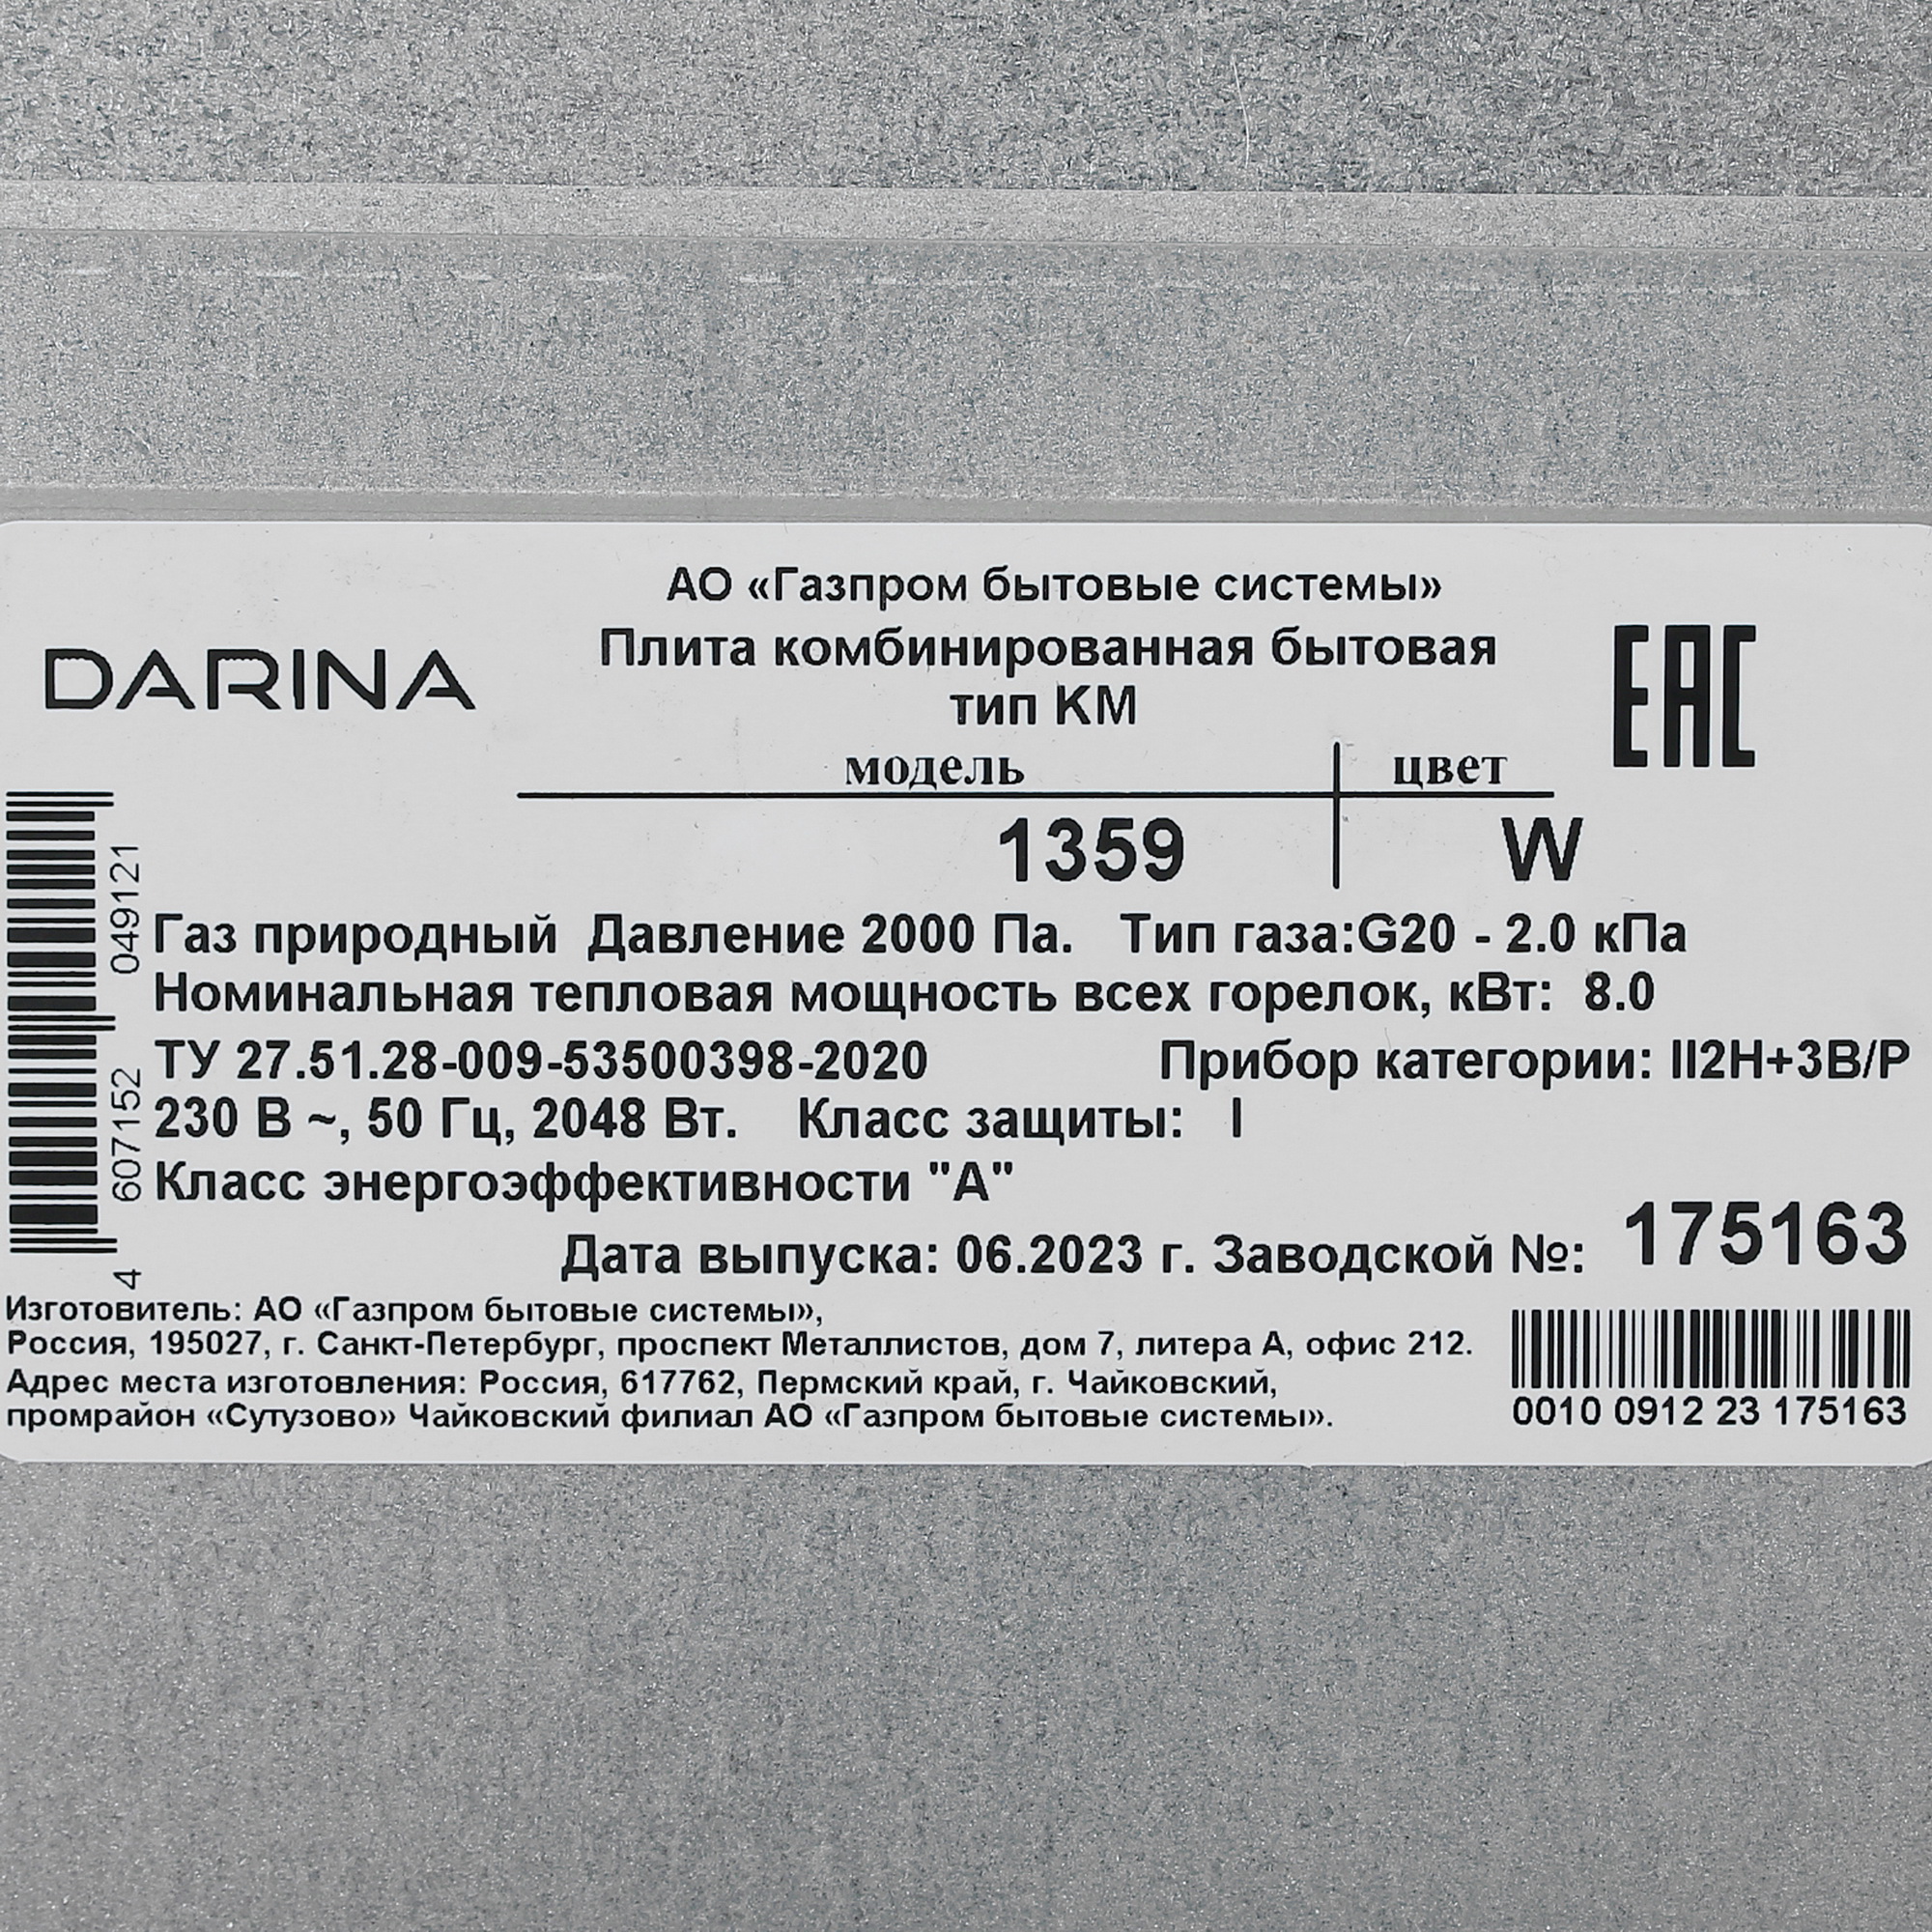 АО «Газпром бытовые системы»
DARINA
Плита комбинированная бытовая
тип КМ
EAC
модель цвет
1359 W
Газ природный Давление 2000 Па. Тип газа:G20 - 2.0 кПа
Номинальная тепловая мощность всех горелок, кВт: 8.0
ТУ 27.51.28-009-53500398-2020 Прибор категории: II2H+3B/P
230 В ~, 50 Гц, 2048 Вт. Класс защиты: I
Класс энергоэффективности "А"
Дата выпуска: 06.2023 г. Заводской №: 175163
4 607152 049121
Изготовитель: АО «Газпром бытовые системы»,
Россия, 195027, г. Санкт-Петербург, проспект Металлистов, дом 7, литера А, офис 212.
Адрес места изготовления: Россия, 617762, Пермский край, г. Чайковский,
промрайон «Сутузово» Чайковский филиал АО «Газпром бытовые системы».
0010 0912 23 175163